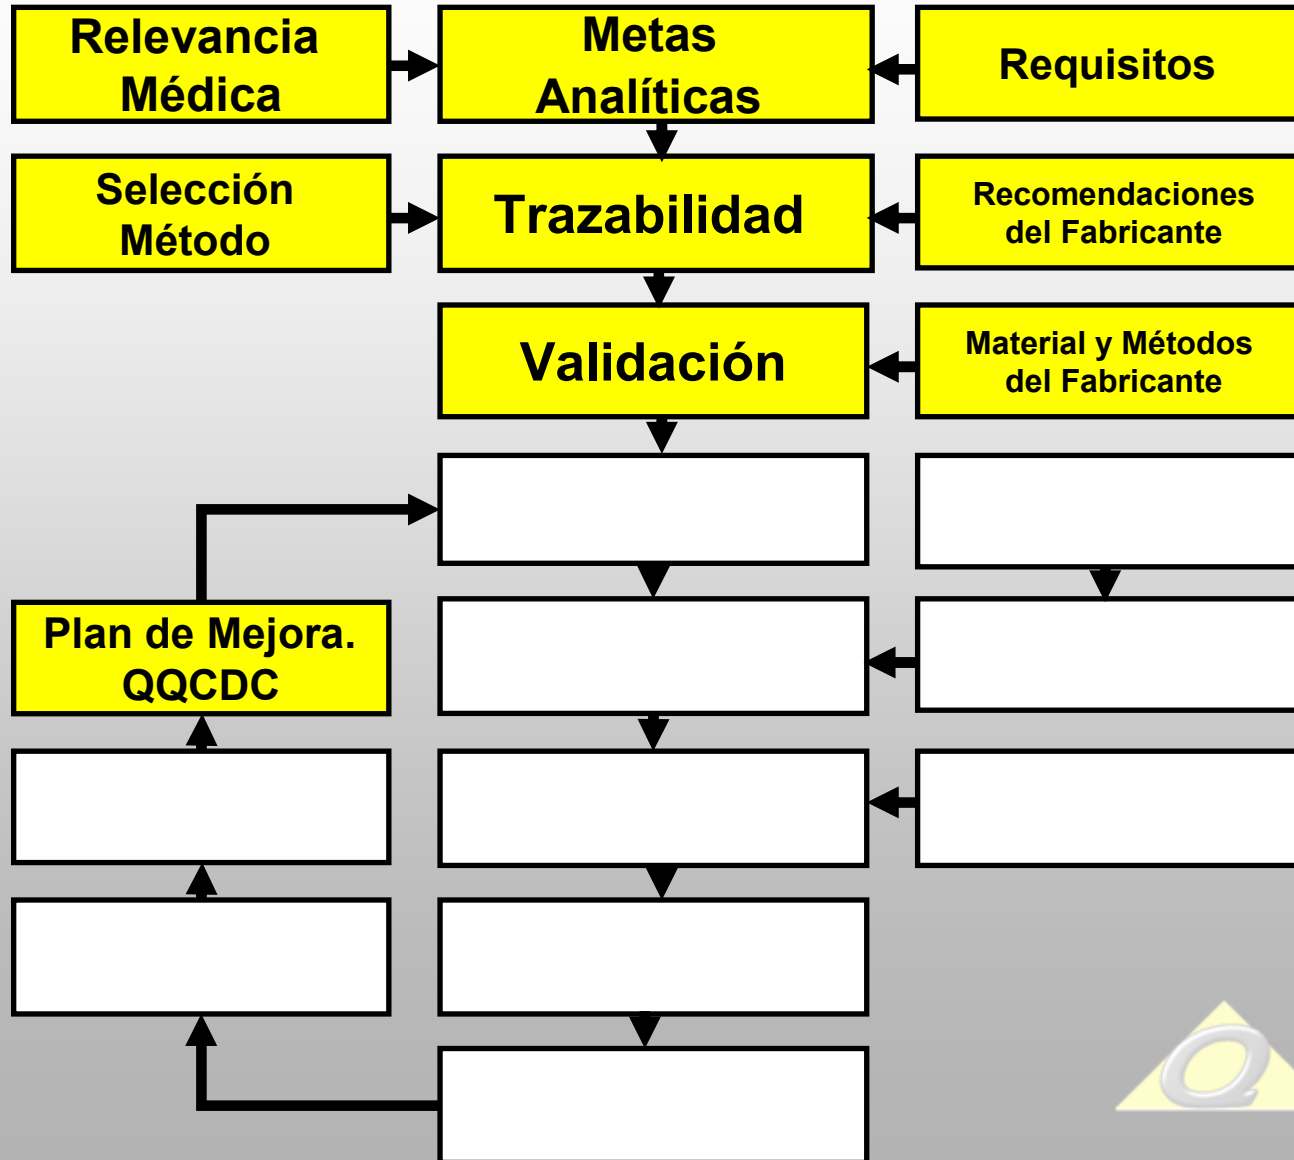 Relevancia
Médica
Metas
Analíticas
Requisitos
Selección
Método
Trazabilidad
Recomendaciones
del Fabricante
Validación
Material y Métodos
del Fabricante
Plan de Mejora.
QQCDC
Q